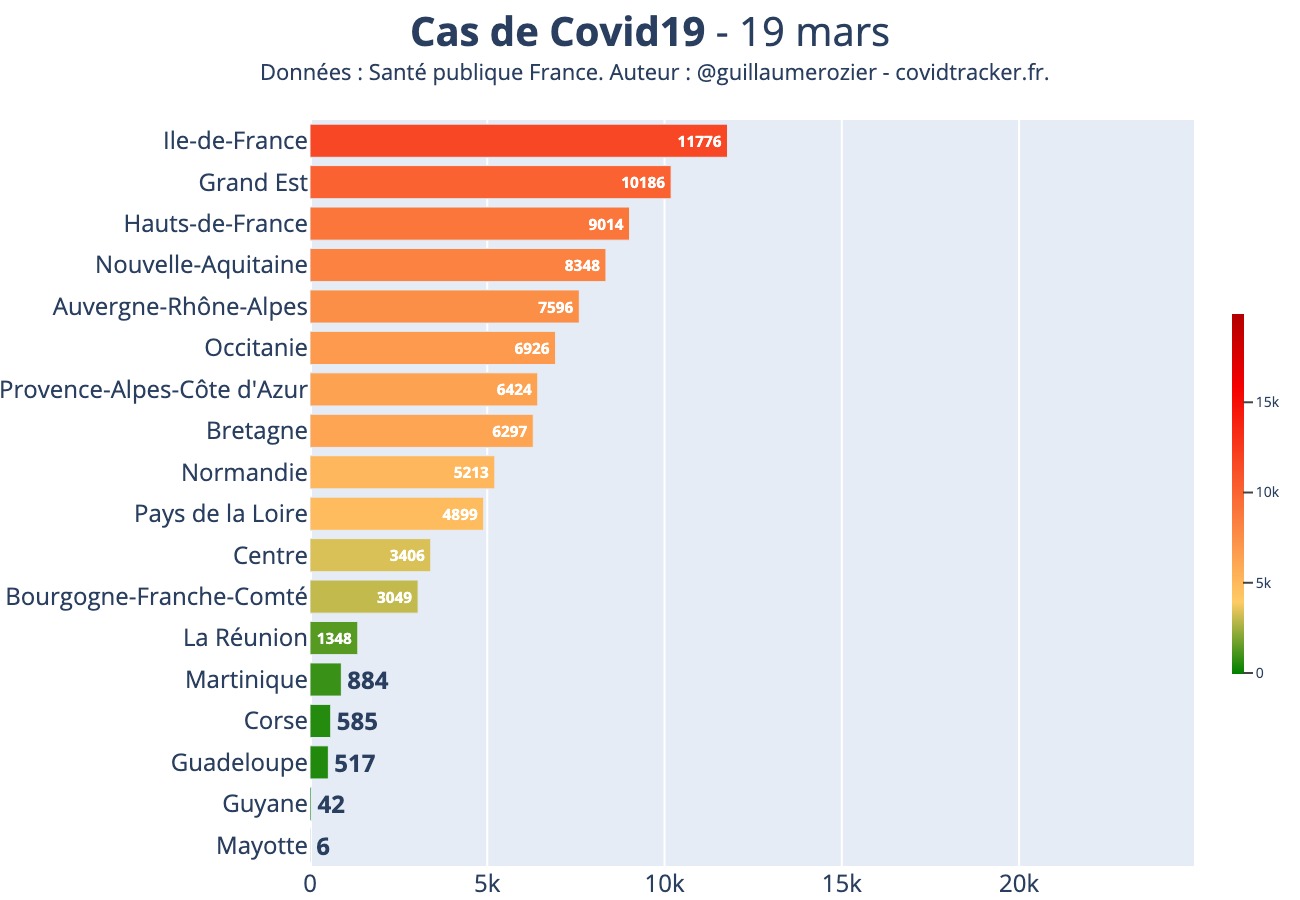 Cas de Covid19 - 19 mars
Données : Santé publique France. Auteur : @guillaumerozier - covidtracker.fr.
Ile-de-France 11776
Grand Est 10186
Hauts-de-France 9014
Nouvelle-Aquitaine 8348
Auvergne-Rhône-Alpes 7596
Occitanie 6926
Provence-Alpes-Côte d'Azur 6424
Bretagne 6297
Normandie 5213
Pays de la Loire 4899
Centre 3406
Bourgogne-Franche-Comté 3049
La Réunion 1348
Martinique 884
Corse 585
Guadeloupe 517
Guyane 42
Mayotte 6
0 5k 10k 15k 20k
15k
10k
5k
0